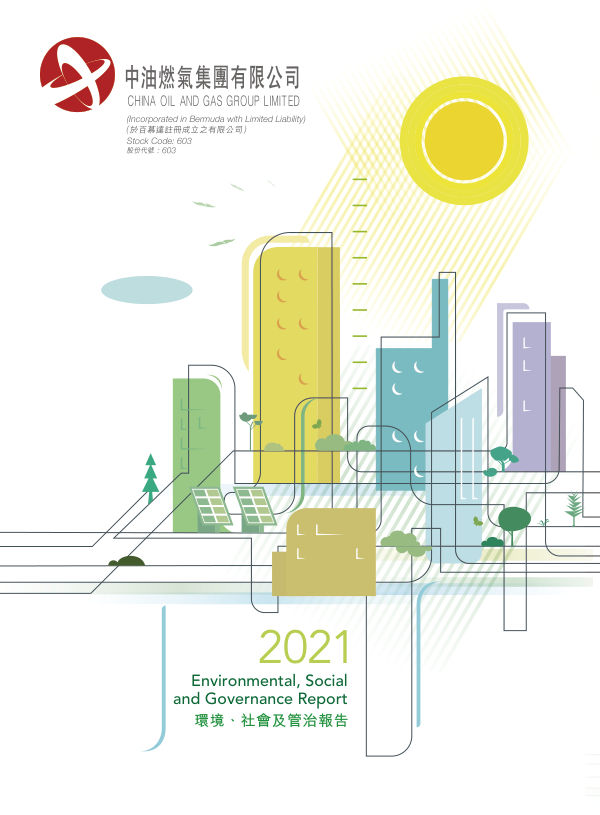 中油燃氣集團有限公司
CHINA OIL AND GAS GROUP LIMITED
(Incorporated in Bermuda with Limited Liability)
(於百慕達註冊成立之有限公司)
Stock Code: 603
股份代號：603
2021
Environmental, Social
and Governance Report
環境、社會及管治報告